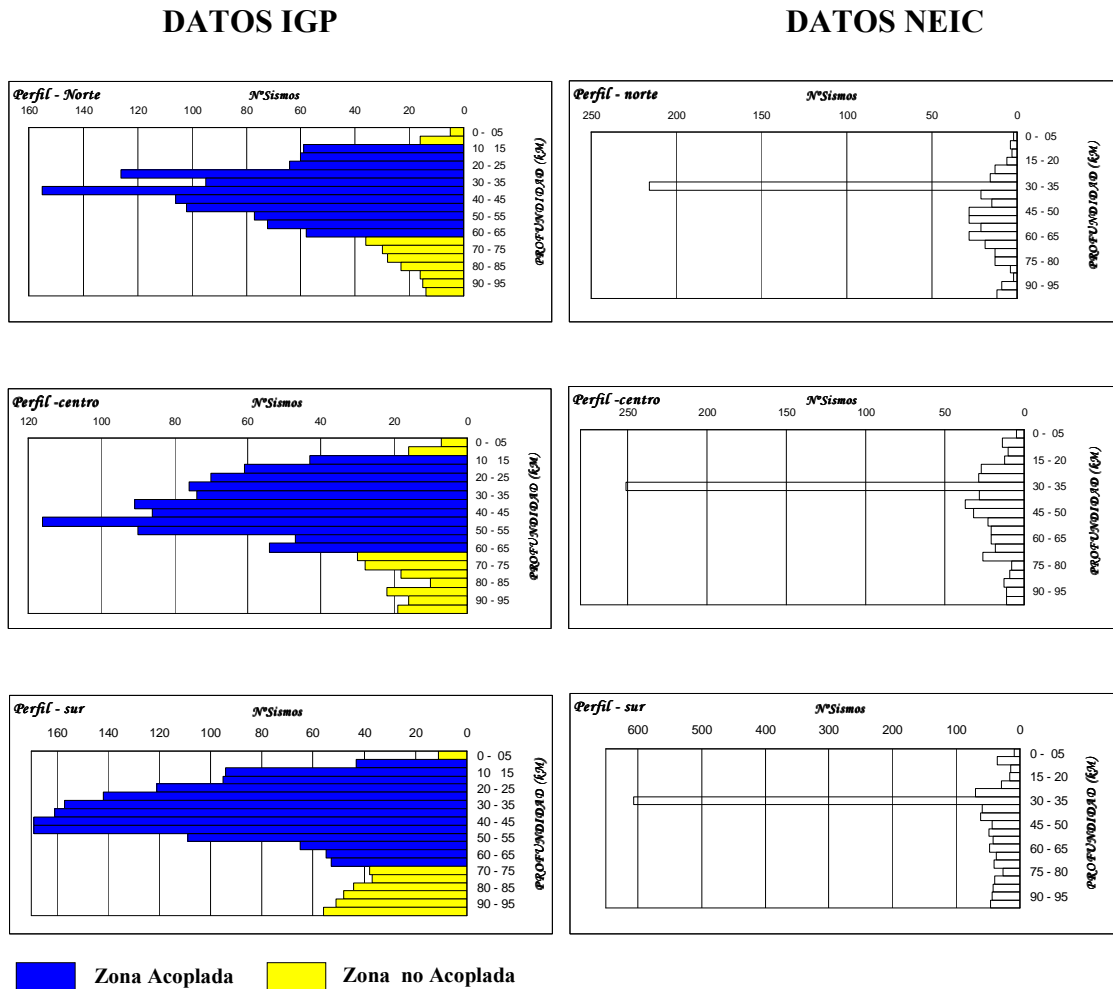 DATOS IGP
DATOS NEIC
Perfil - Norte
NºSismos
160 140 120 100 80 60 40 20 0
0 - 05
10 15
20 - 25
30 - 35
40 - 45
50 - 55
60 - 65
70 - 75
80 - 85
90 - 95
PROFUNDIDAD (kM)
Perfil - norte
NºSismos
250 200 150 100 50 0
0 - 05
15 - 20
30 - 35
45 - 50
60 - 65
75 - 80
90 - 95
PROFUNDIDAD (kM)
Perfil -centro
NºSismos
120 100 80 60 40 20 0
0 - 05
10 15
20 - 25
30 - 35
40 - 45
50 - 55
60 - 65
70 - 75
80 - 85
90 - 95
PROFUNDIDAD (kM)
Perfil -centro
NºSismos
250 200 150 100 50 0
0 - 05
15 - 20
30 - 35
45 - 50
60 - 65
75 - 80
90 - 95
PROFUNDIDAD (kM)
Perfil - sur
NºSismos
160 140 120 100 80 60 40 20 0
0 - 05
10 15
20 - 25
30 - 35
40 - 45
50 - 55
60 - 65
70 - 75
80 - 85
90 - 95
PROFUNDIDAD (kM)
Perfil - sur
NºSismos
600 500 400 300 200 100 0
0 - 05
15 - 20
30 - 35
45 - 50
60 - 65
75 - 80
90 - 95
PROFUNDIDAD (kM)
Zona Acoplada
Zona no Acoplada